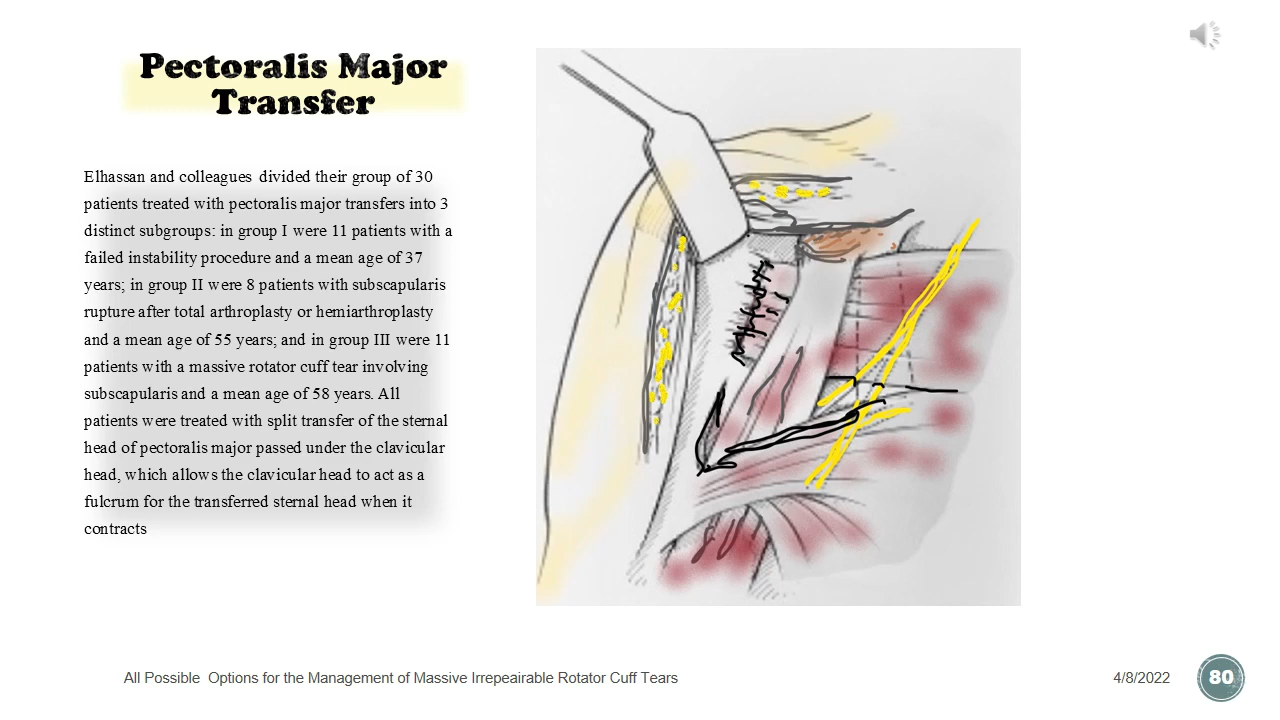 Pectoralis Major
Transfer
Elhassan and colleagues divided their group of 30
patients treated with pectoralis major transfers into 3
distinct subgroups: in group I were 11 patients with a
failed instability procedure and a mean age of 37
years; in group II were 8 patients with subscapularis
rupture after total arthroplasty or hemiarthroplasty
and a mean age of 55 years; and in group III were 11
patients with a massive rotator cuff tear involving
subscapularis and a mean age of 58 years. All
patients were treated with split transfer of the sternal
head of pectoralis major passed under the clavicular
head, which allows the clavicular head to act as a
fulcrum for the transferred sternal head when it
contracts
All Possible Options for the Management of Massive Irrepeairable Rotator Cuff Tears
4/8/2022
80